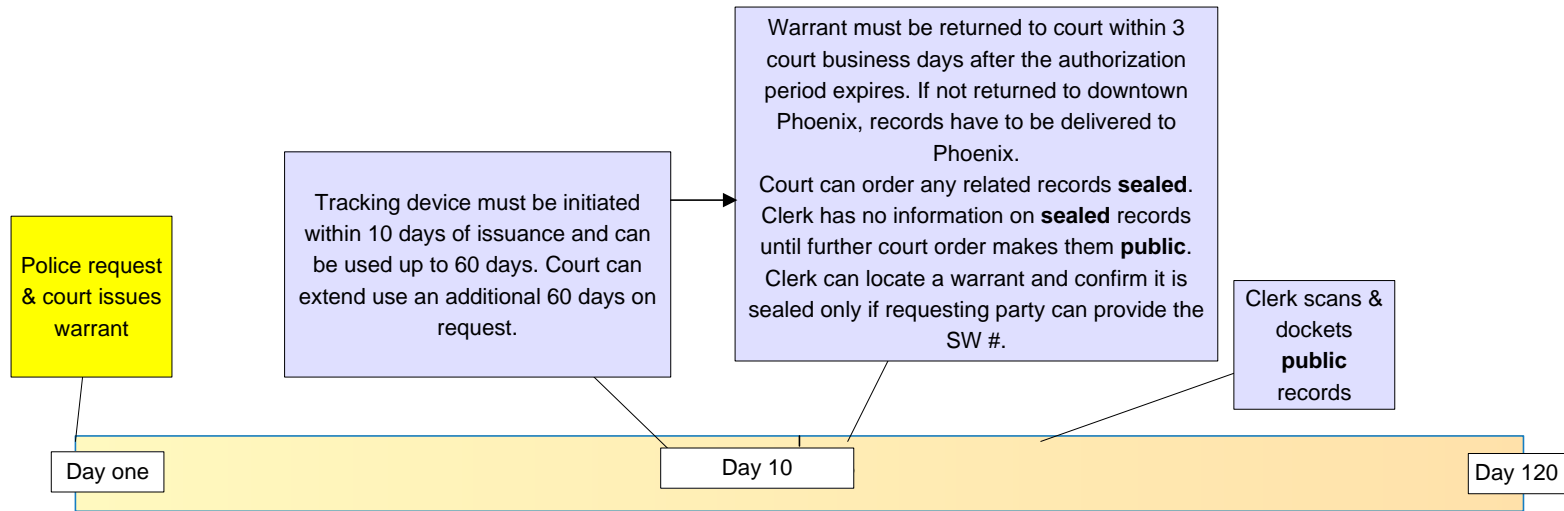 Police request
& court issues
warrant
Tracking device must be initiated
within 10 days of issuance and can
be used up to 60 days. Court can
extend use an additional 60 days on
request.
Warrant must be returned to court within 3
court business days after the authorization
period expires. If not returned to downtown
Phoenix, records have to be delivered to
Phoenix.
Court can order any related records sealed.
Clerk has no information on sealed records
until further court order makes them public.
Clerk can locate a warrant and confirm it is
sealed only if requesting party can provide the
SW #.
Clerk scans &
dockets
public
records
Day one
Day 10
Day 120